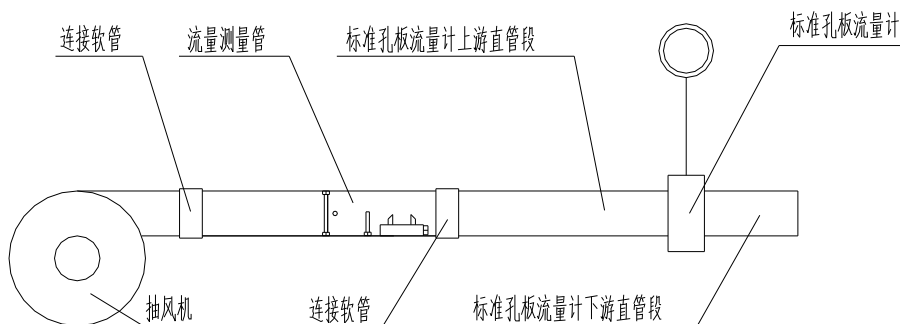 连接软管
流量测量管
标准孔板流量计上游直管段
标准孔板流量计
抽风机
连接软管
标准孔板流量计下游直管段